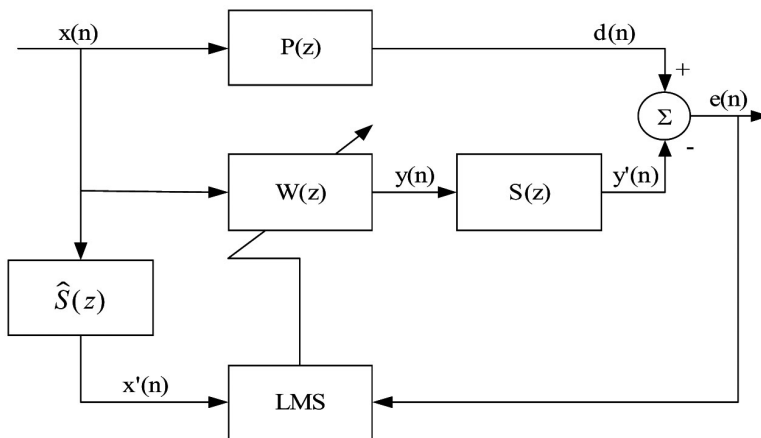 x(n)
P(z)
d(n)
+
Σ
e(n)
-
W(z)
y(n)
S(z)
y'(n)
Ŝ(z)
x'(n)
LMS